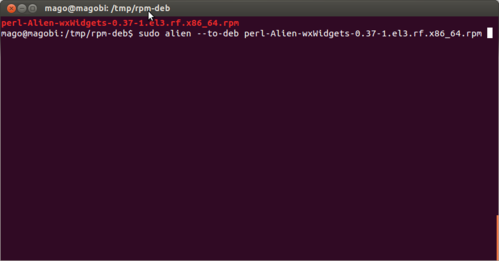 mago@magobi: /tmp/rpm-deb
perl-Alien-wxWidgets-0.37-1.el3.rf.x86_64.rpm
mago@magobi:/tmp/rpm-deb$ sudo alien --to-deb perl-Alien-wxWidgets-0.37-1.el3.rf.x86_64.rpm